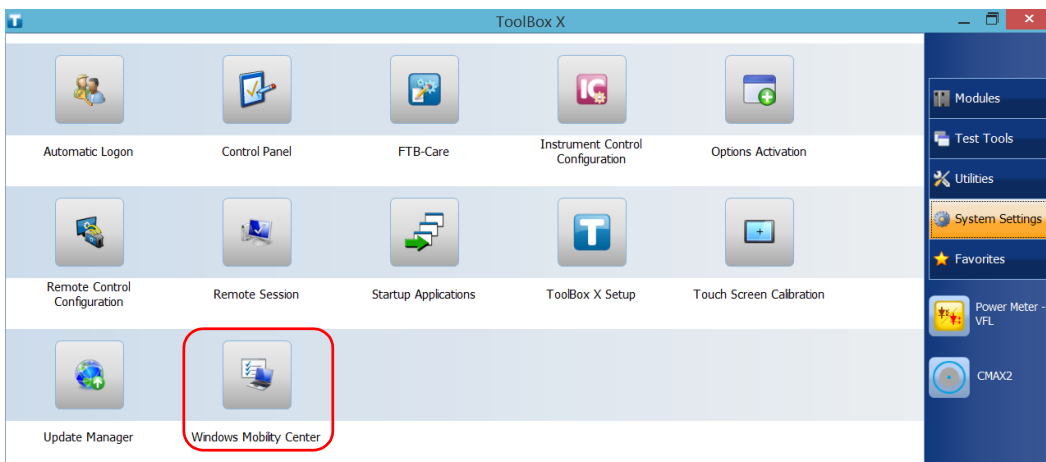 ToolBox X
Automatic Logon
Control Panel
FTB-Care
Instrument Control
Configuration
Options Activation
Remote Control
Configuration
Remote Session
Startup Applications
ToolBox X Setup
Touch Screen Calibration
Update Manager
Windows Mobility Center
Modules
Test Tools
Utilities
System Settings
Favorites
Power Meter -
VFL
CMAX2